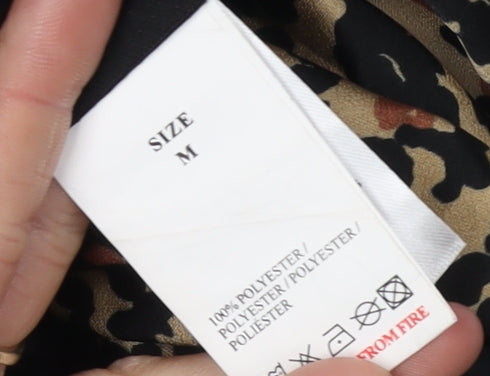 SIZE
M
100% POLYESTER /
POLYESTER / POLYESTER /
POLIESTER
FROM FIRE